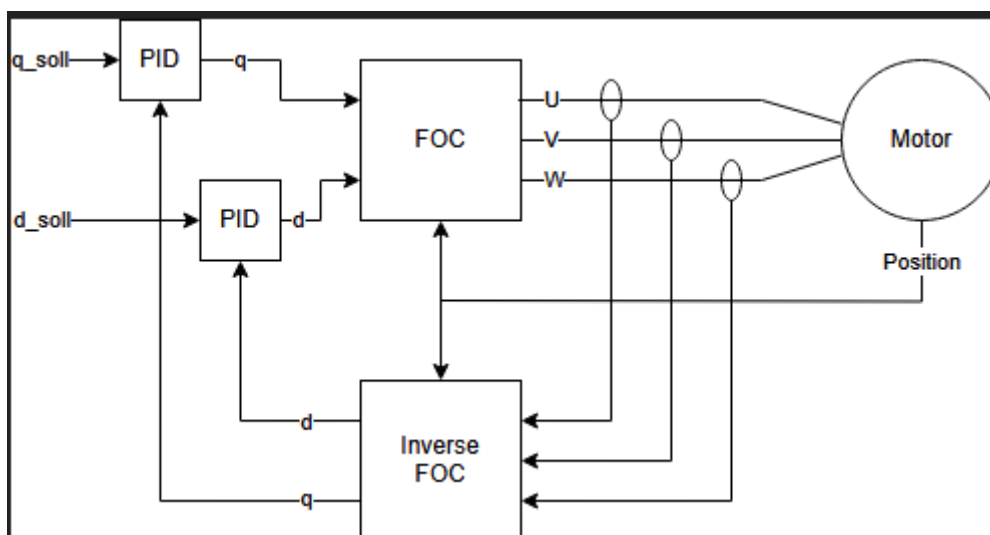 q_soll
PID
q
FOC
U
V
W
Motor
d_soll
PID
d
Position
d
Inverse
FOC
q